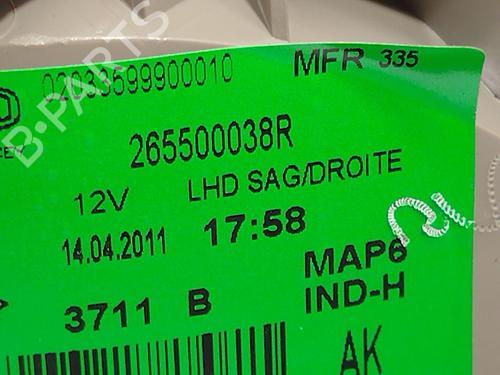 02033599900010
MFR 335
265500038R
12V
LHD SAG/DROITE
14.04.2011
17:58
MAP6
3711 B
IND-H
AK
B-PARTS